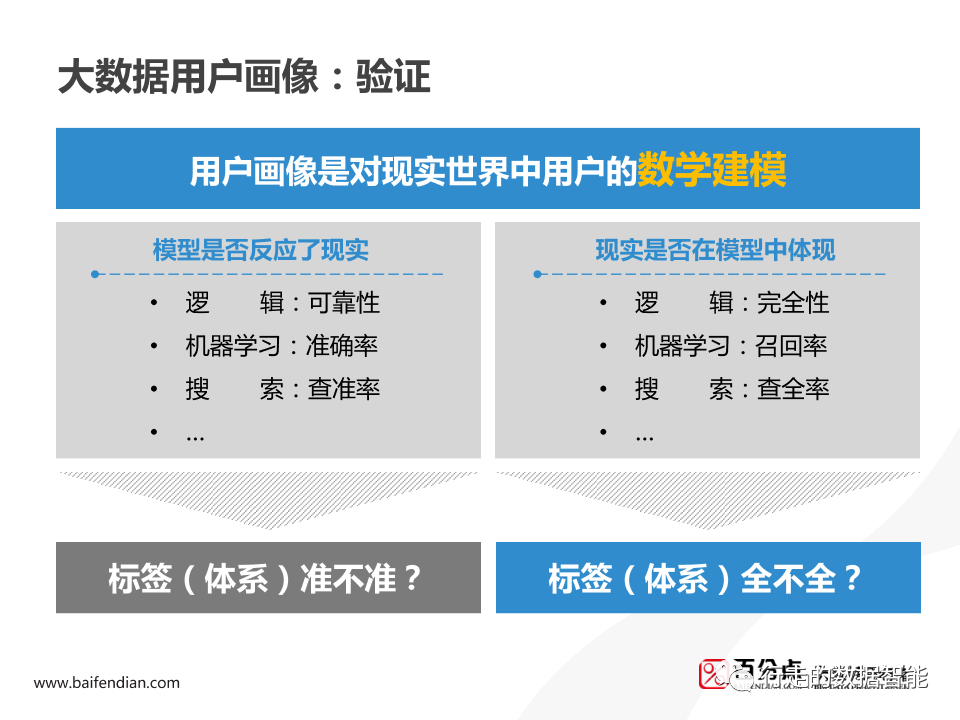 大数据用户画像：验证
用户画像是对现实世界中用户的数学建模
模型是否反应了现实
• 逻 辑：可靠性
• 机器学习：准确率
• 搜 索：查准率
• …
现实是否在模型中体现
• 逻 辑：完全性
• 机器学习：召回率
• 搜 索：查全率
• …
标签（体系）准不准？
标签（体系）全不全？
www.baifendian.com
百分点
行走的数据智能